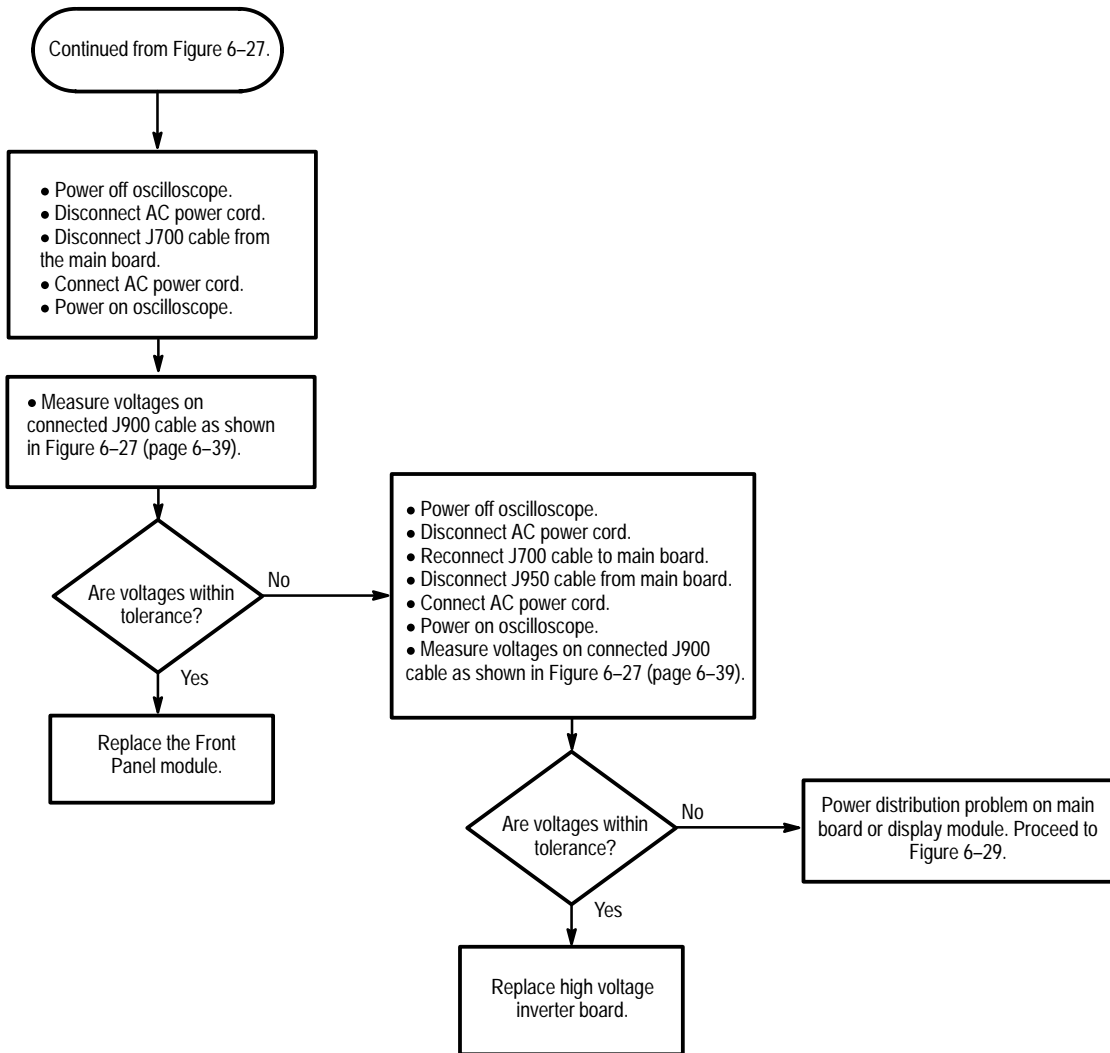 Continued from Figure 6–27.
● Power off oscilloscope.
● Disconnect AC power cord.
● Disconnect J700 cable from
the main board.
● Connect AC power cord.
● Power on oscilloscope.
● Measure voltages on
connected J900 cable as shown
in Figure 6–27 (page 6–39).
Are voltages within
tolerance?
No
Yes
Replace the Front
Panel module.
● Power off oscilloscope.
● Disconnect AC power cord.
● Reconnect J700 cable to main board.
● Disconnect J950 cable from main board.
● Connect AC power cord.
● Power on oscilloscope.
● Measure voltages on connected J900
cable as shown in Figure 6–27 (page 6–39).
Are voltages within
tolerance?
No
Power distribution problem on main
board or display module. Proceed to
Figure 6–29.
Yes
Replace high voltage
inverter board.